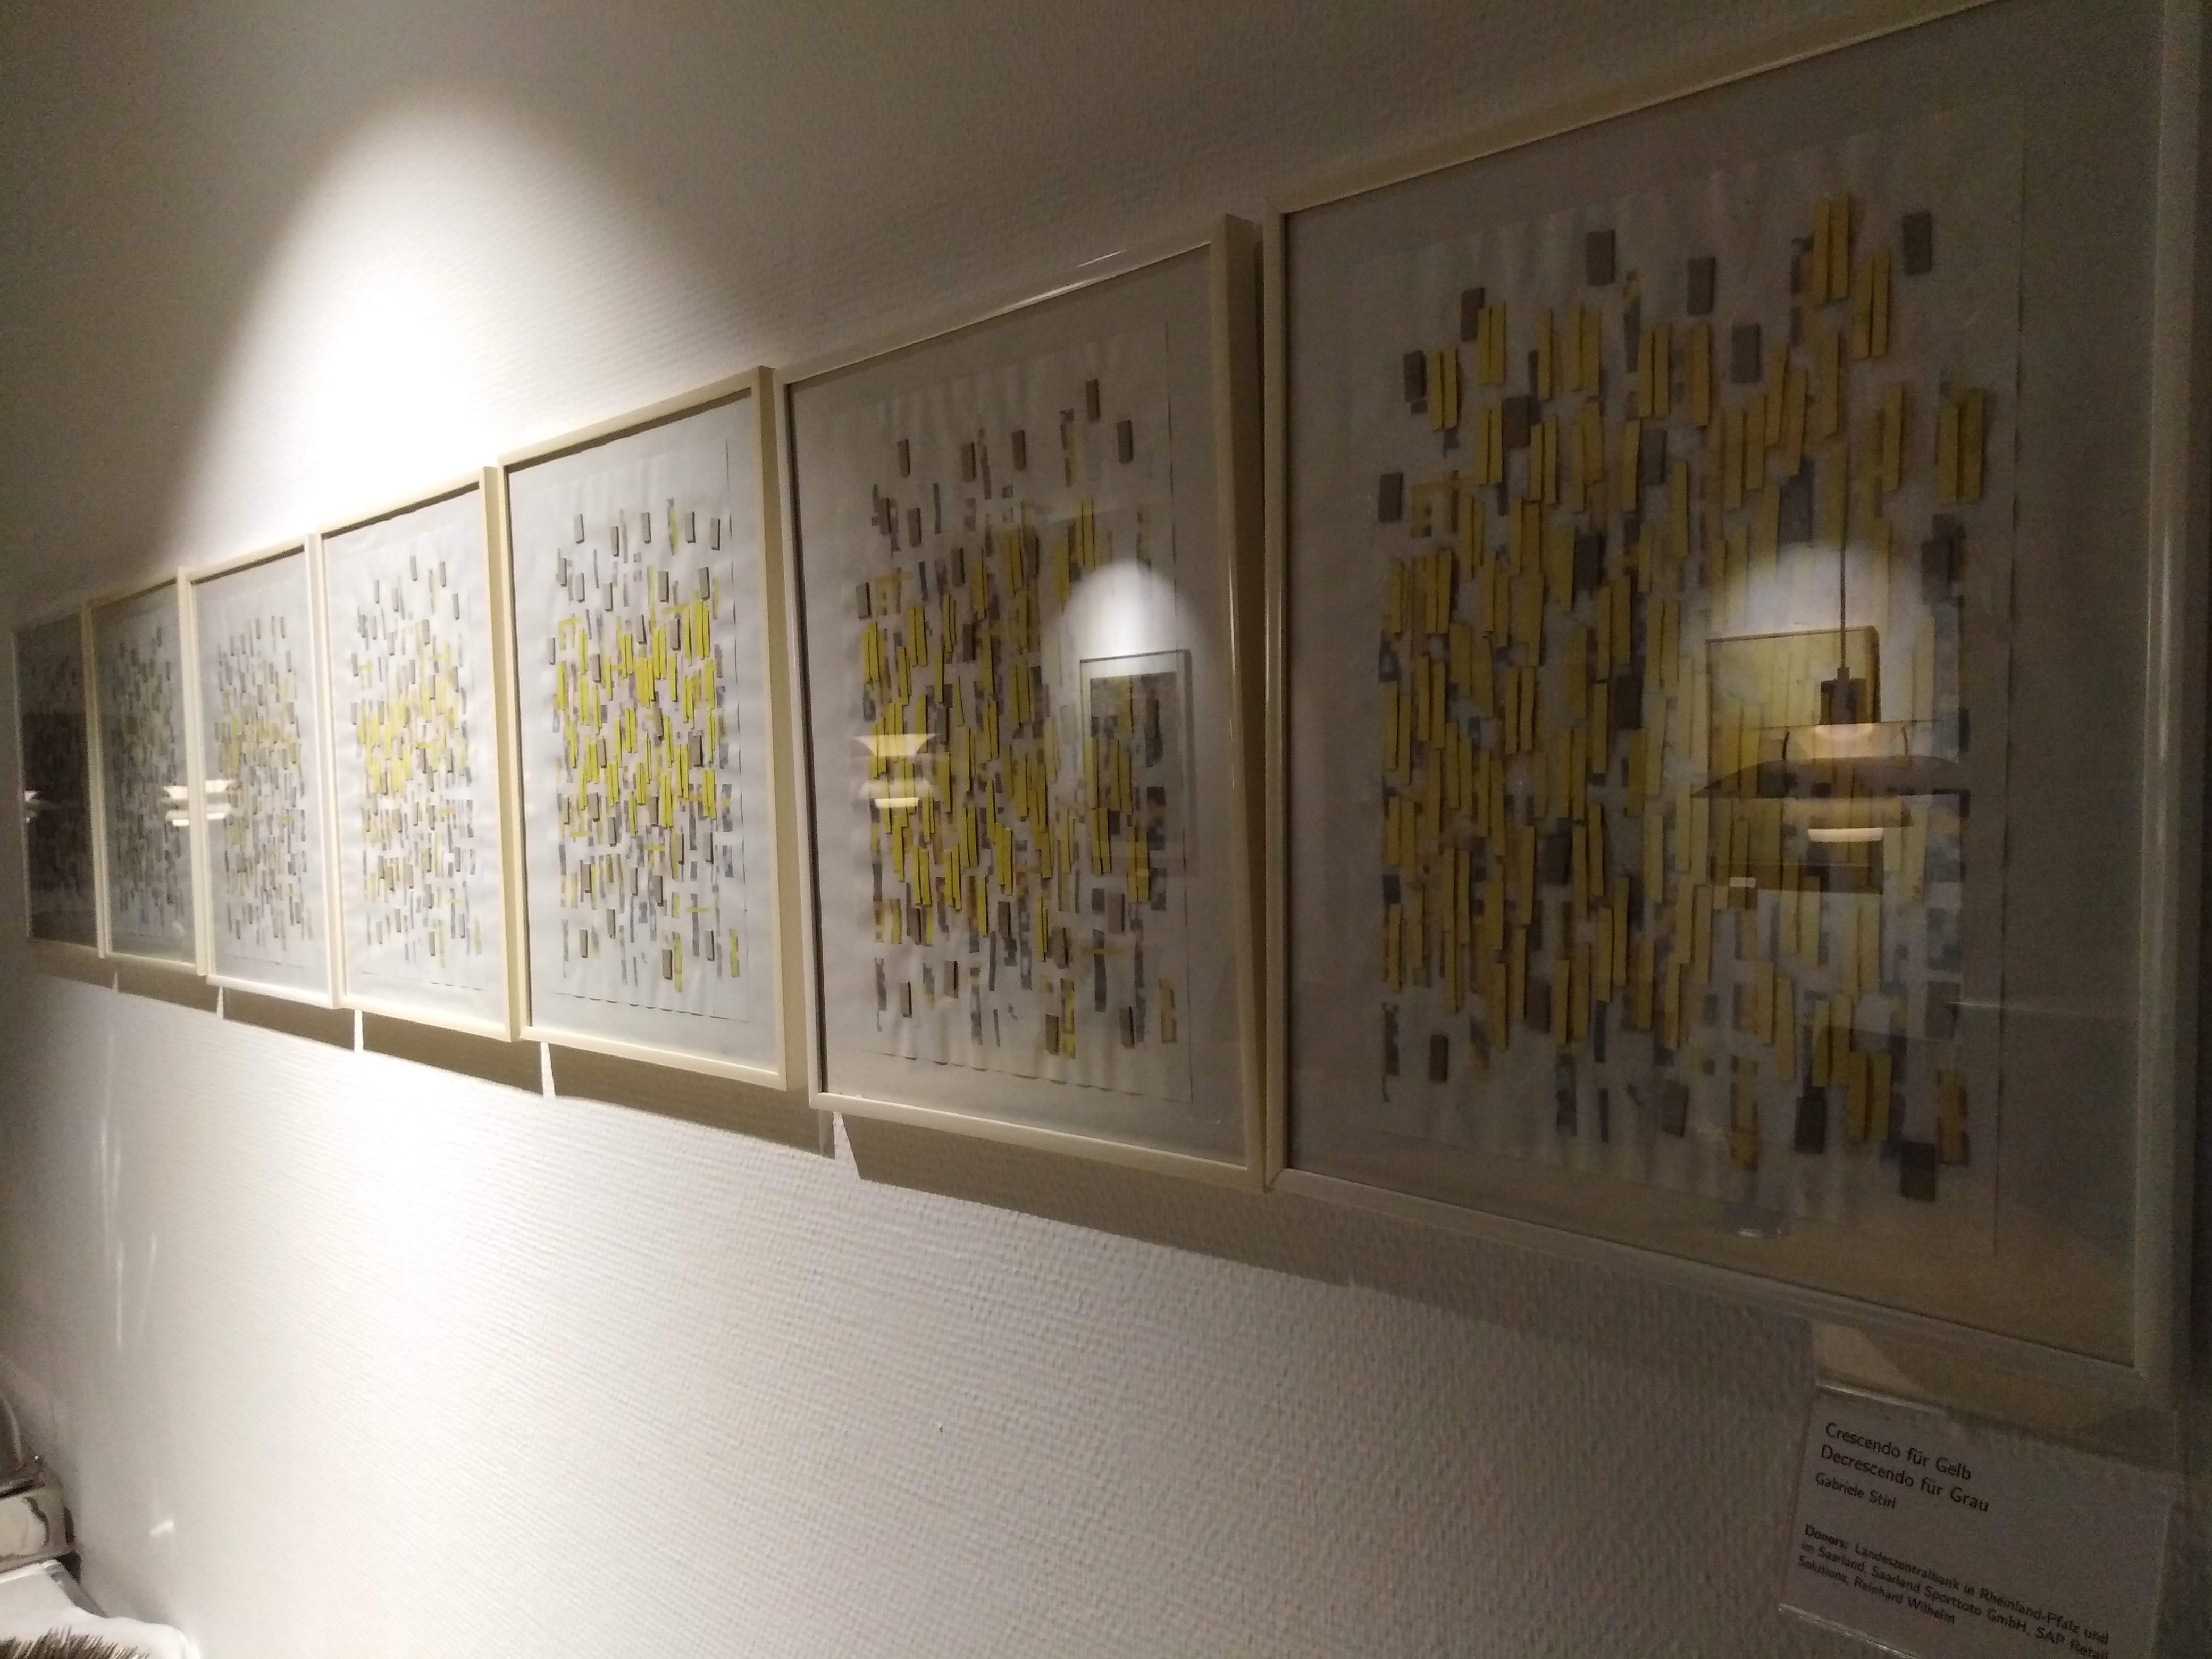 Crescendo für Gelb
Decrescendo für Grau
Gabriele Stirl
Donors: Landeszentralbank in Rheinland-Pfalz und
im Saarland, Saarland Sporttoto GmbH, SAP Retail
Solutions, Reinhard Wilhelm